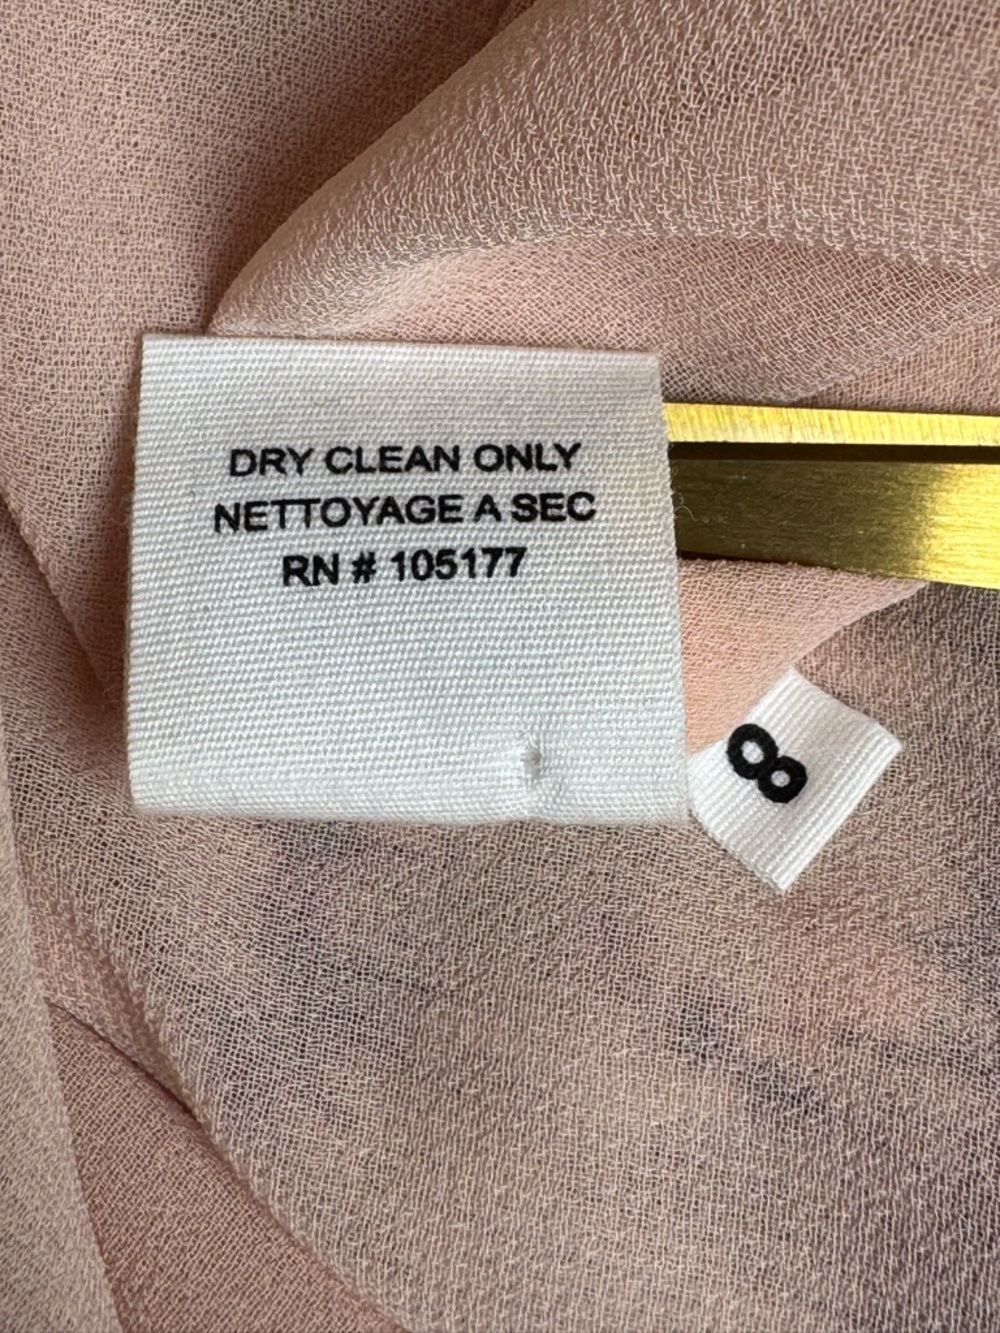 DRY CLEAN ONLY
NETTOYAGE A SEC
RN # 105177
8